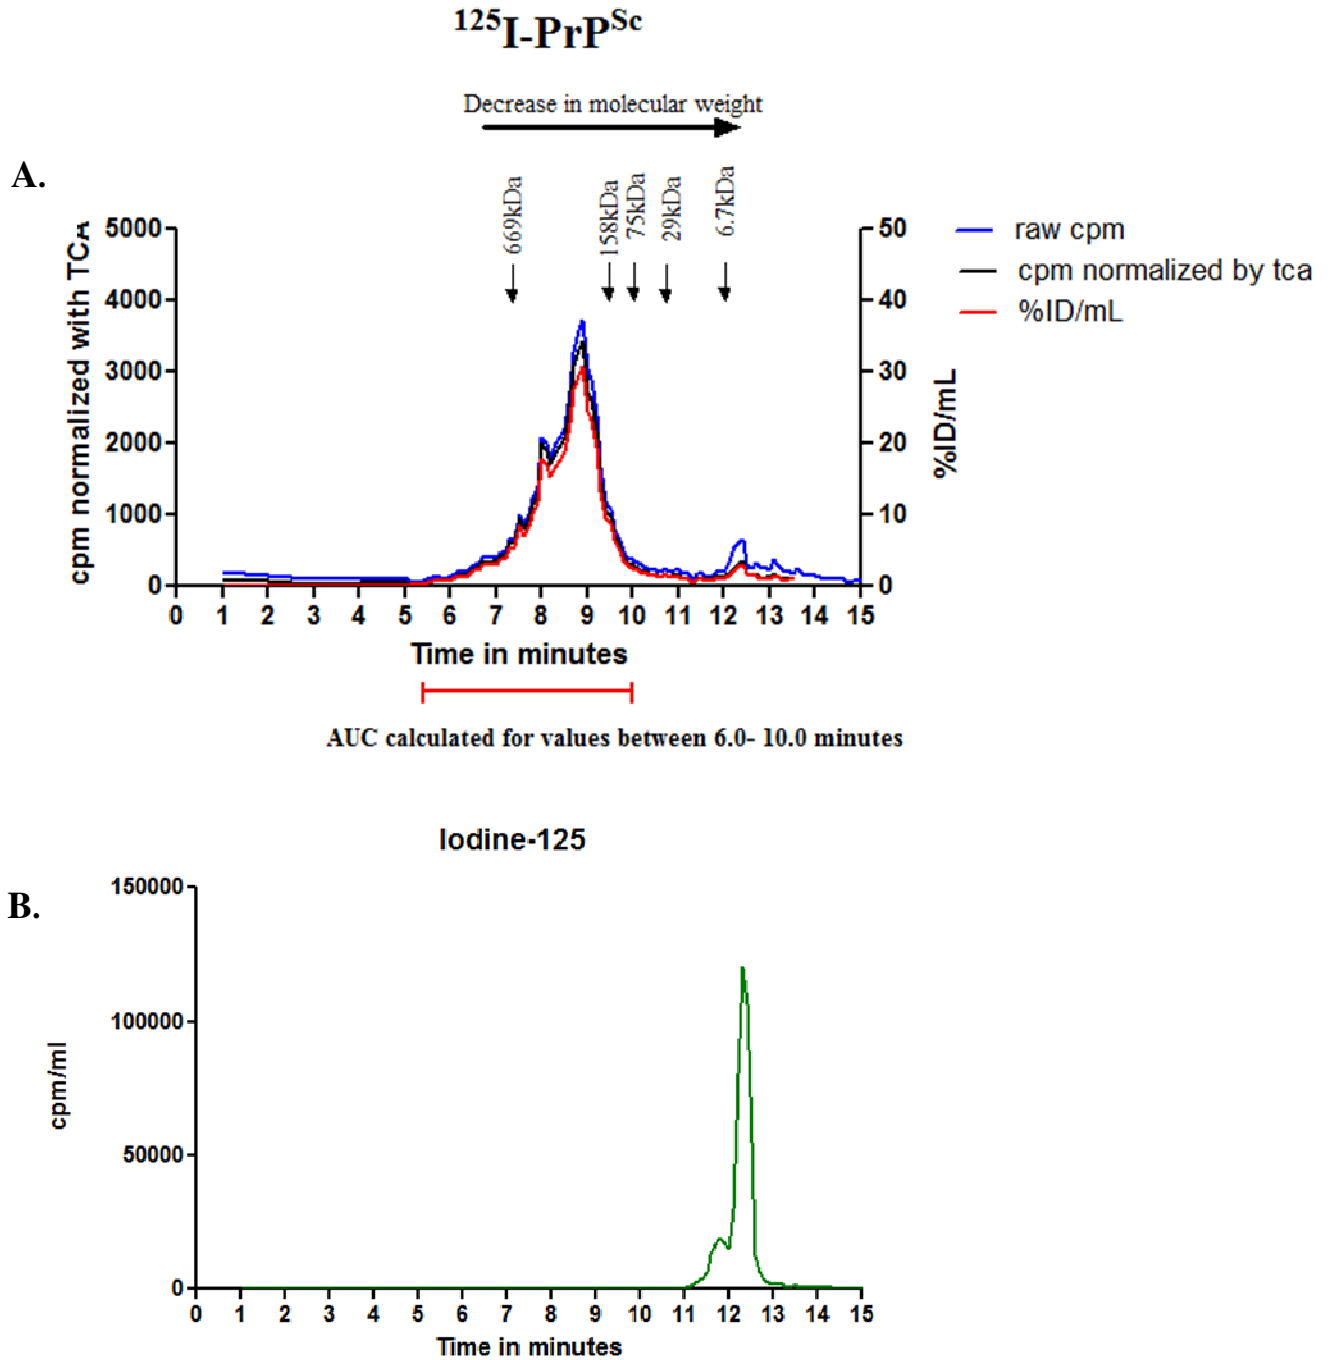 ¹²⁵I-PrPˢᶜ
Decrease in molecular weight
A.
669kDa
158kDa
75kDa
29kDa
6.7kDa
cpm normalized with TCA
5000
4000
3000
2000
1000
0
50
40
30
20
10
0
%ID/mL
raw cpm
cpm normalized by tca
%ID/mL
0 1 2 3 4 5 6 7 8 9 10 11 12 13 14 15
Time in minutes
AUC calculated for values between 6.0- 10.0 minutes
Iodine-125
B.
cpm/ml
150000
100000
50000
0
0 1 2 3 4 5 6 7 8 9 10 11 12 13 14 15
Time in minutes